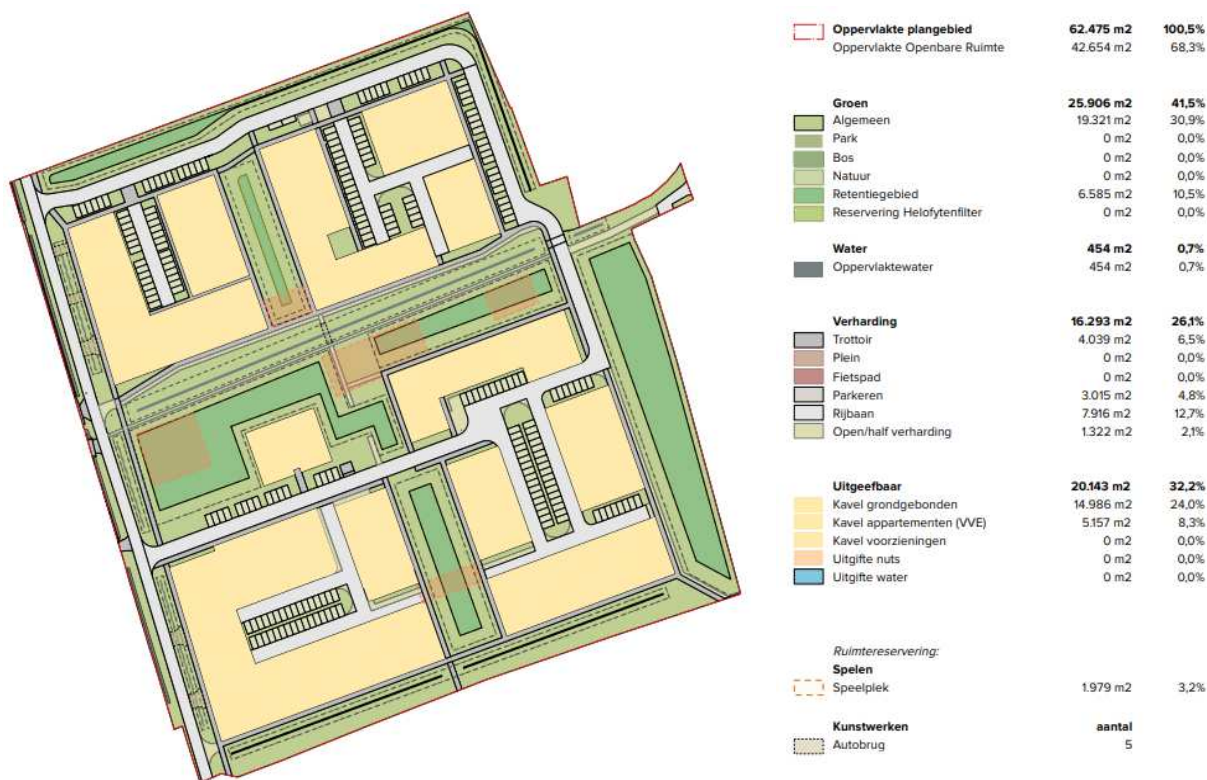 Oppervlakte plangebied 62.475 m2 100,5%
Oppervlakte Openbare Ruimte 42.654 m2 68,3%
Groen 25.906 m2 41,5%
Algemeen 19.321 m2 30,9%
Park 0 m2 0,0%
Bos 0 m2 0,0%
Natuur 0 m2 0,0%
Retentiegebied 6.585 m2 10,5%
Reservering Helofytenfilter 0 m2 0,0%
Water 454 m2 0,7%
Oppervlaktewater 454 m2 0,7%
Verharding 16.293 m2 26,1%
Trottoir 4.039 m2 6,5%
Plein 0 m2 0,0%
Fietspad 0 m2 0,0%
Parkeren 3.015 m2 4,8%
Rijbaan 7.916 m2 12,7%
Open/half verharding 1.322 m2 2,1%
Uitgeefbaar 20.143 m2 32,2%
Kavel grondgebonden 14.986 m2 24,0%
Kavel appartementen (VVE) 5.157 m2 8,3%
Kavel voorzieningen 0 m2 0,0%
Uitgifte nuts 0 m2 0,0%
Uitgifte water 0 m2 0,0%
Ruimtereservering:
Spelen
Speelplek 1.979 m2 3,2%
Kunstwerken aantal
Autobrug 5